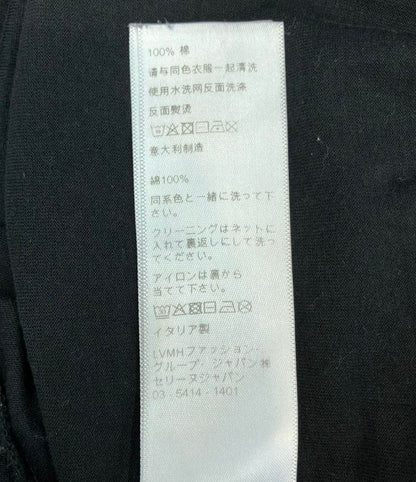 100% 棉
请与同色衣服一起清洗
使用水洗网反面洗涤
反面熨烫
意大利制造
綿100%
同系色と一緒に洗って下
さい。
クリーニングはネットに
入れて裏返しにして洗っ
てください。
アイロンは裏から
当てて下さい。
イタリア製
LVMHファッション・
グループ・ジャパン㈱
セリーヌジャパン
03-5414-1401